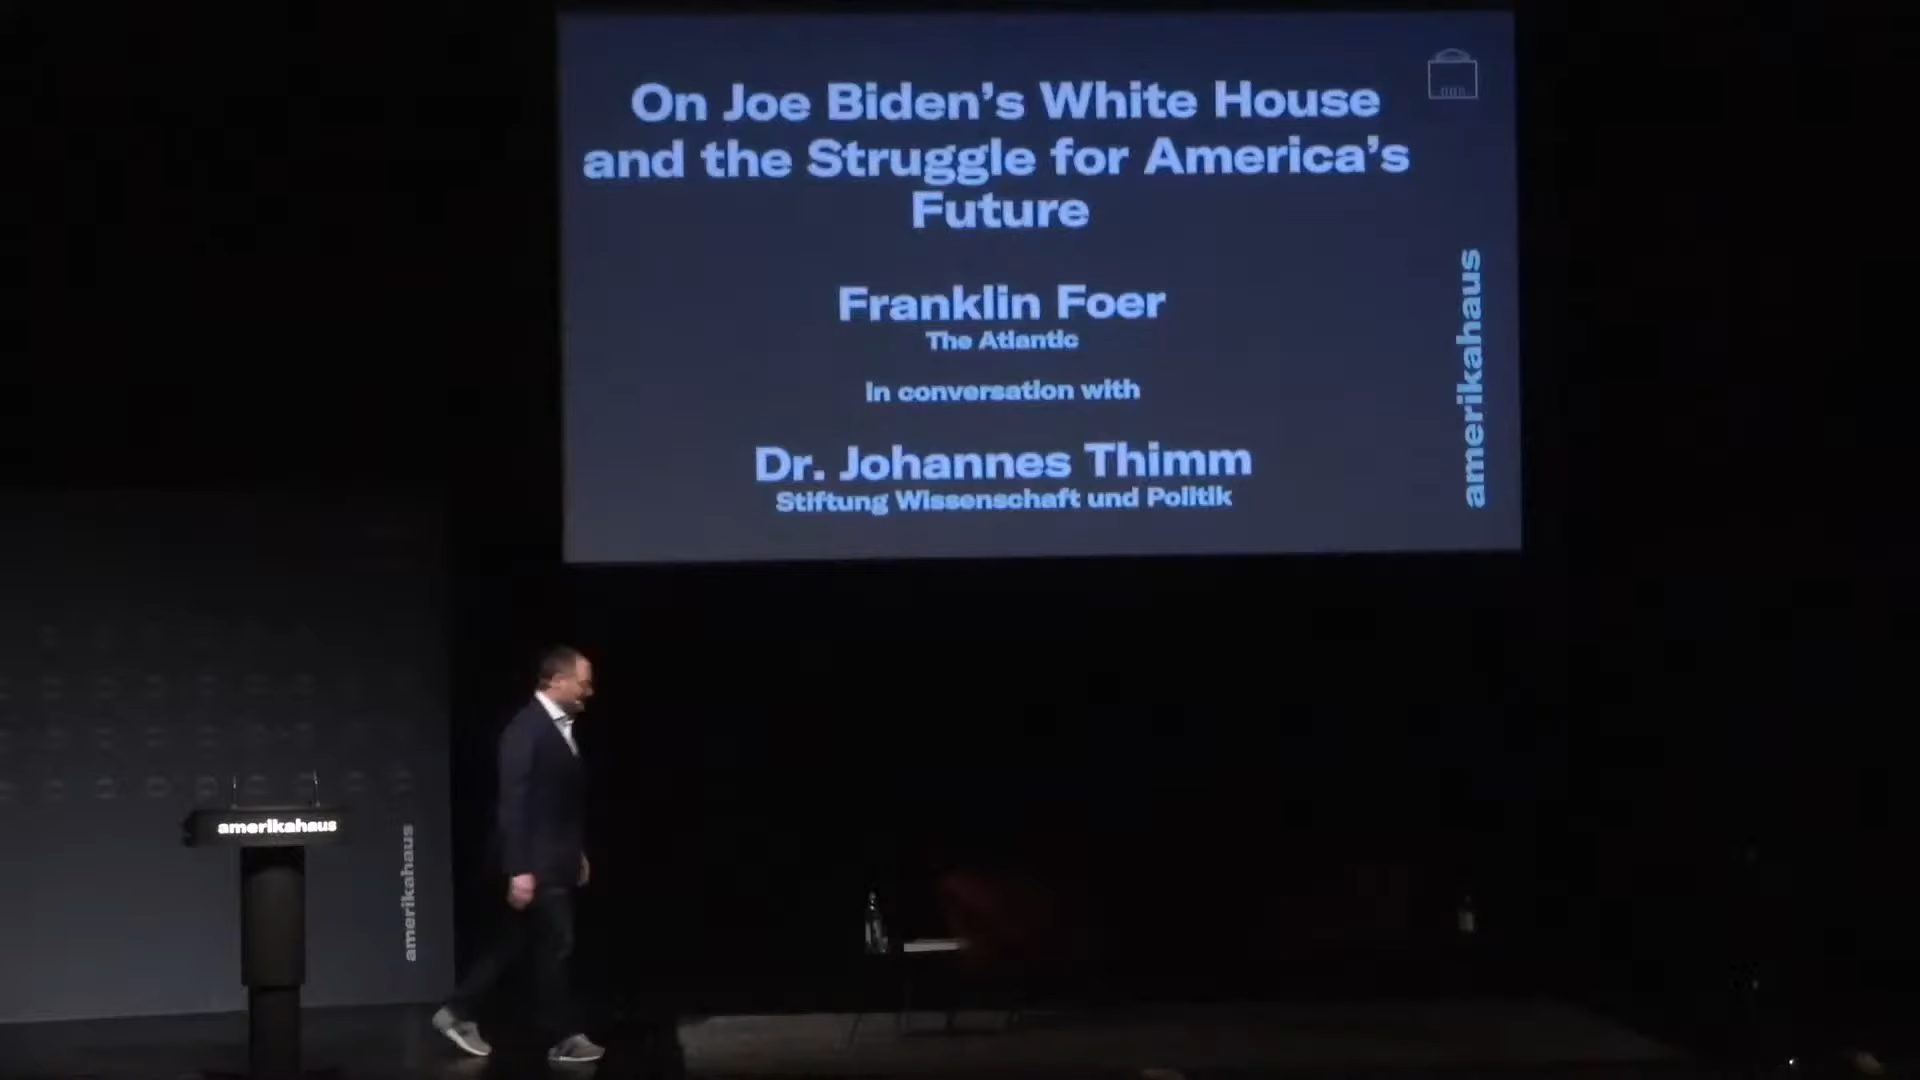 On Joe Biden’s White House
and the Struggle for America’s
Future
Franklin Foer
The Atlantic
In conversation with
Dr. Johannes Thimm
Stiftung Wissenschaft und Politik
amerikahaus
amerikahaus
amerikahaus